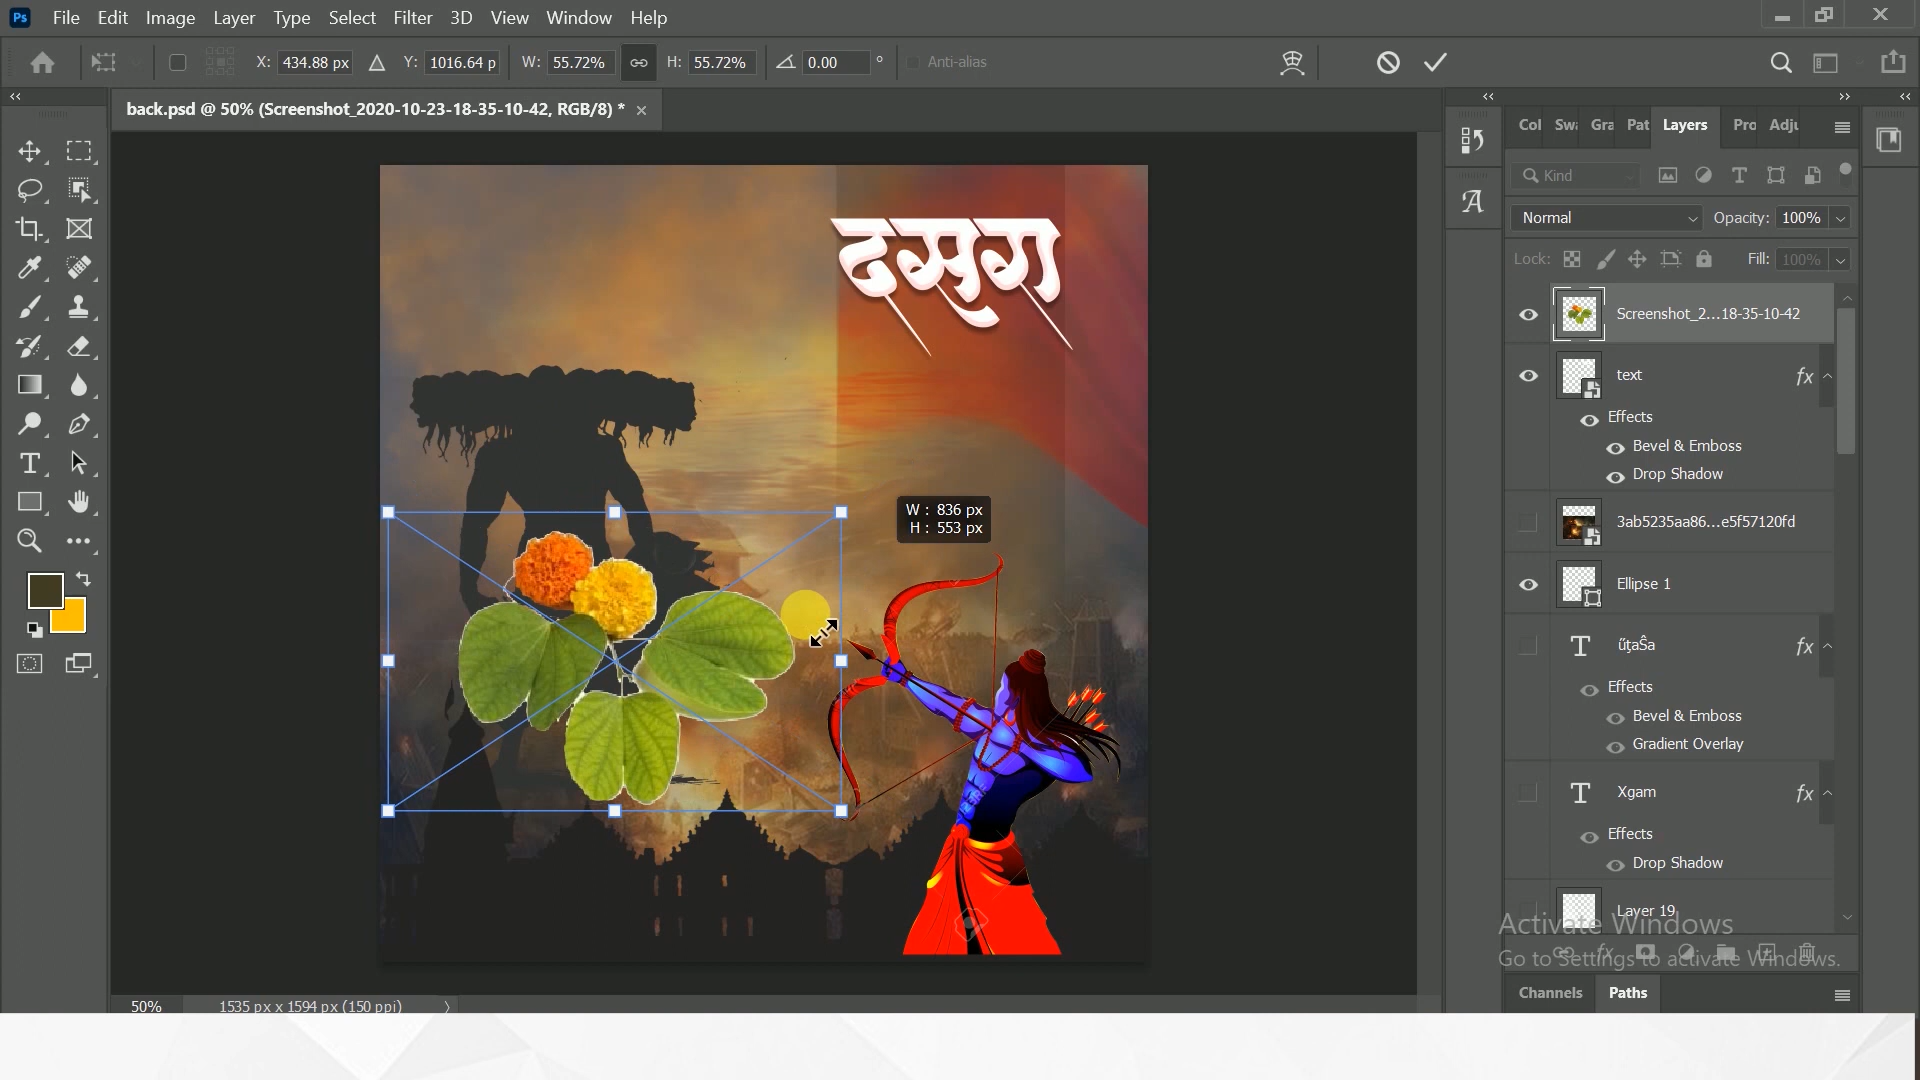 Ps File Edit Image Layer Type Select Filter 3D View Window Help
X: 434.88 px Y: 1016.64 p W: 55.72% H: 55.72% 0.00 ° Anti-alias
back.psd @ 50% (Screenshot_2020-10-23-18-35-10-42, RGB/8) *
Col Swa Gra Pat Layers Pro Adju
Kind
Normal Opacity: 100%
Lock: Fill: 100%
Screenshot_2...18-35-10-42
text fx
Effects
Bevel & Emboss
Drop Shadow
3ab5235aa86...e5f57120fd
Ellipse 1
űţaŜa fx
Effects
Bevel & Emboss
Gradient Overlay
Xgam fx
Effects
Drop Shadow
Layer 19
Activate Windows
Go to Settings to activate Windows.
Channels Paths
दसरा
W : 836 px
H : 553 px
50% 1535 px x 1594 px (150 ppi)